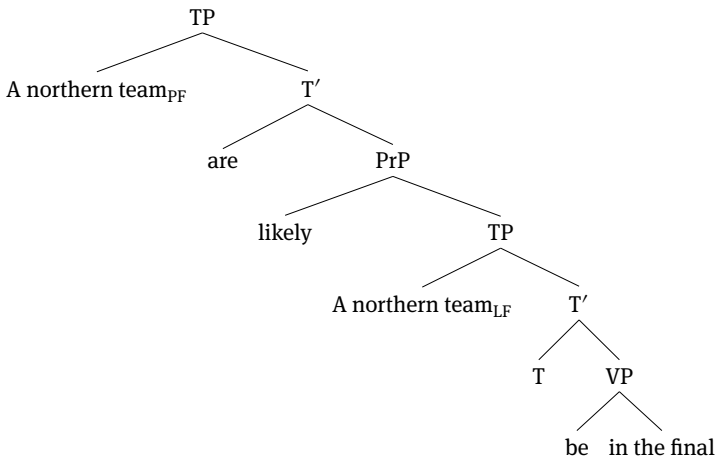 TP
A northern teamPF T′
are PrP
likely TP
A northern teamLF T′
T VP
be in the final